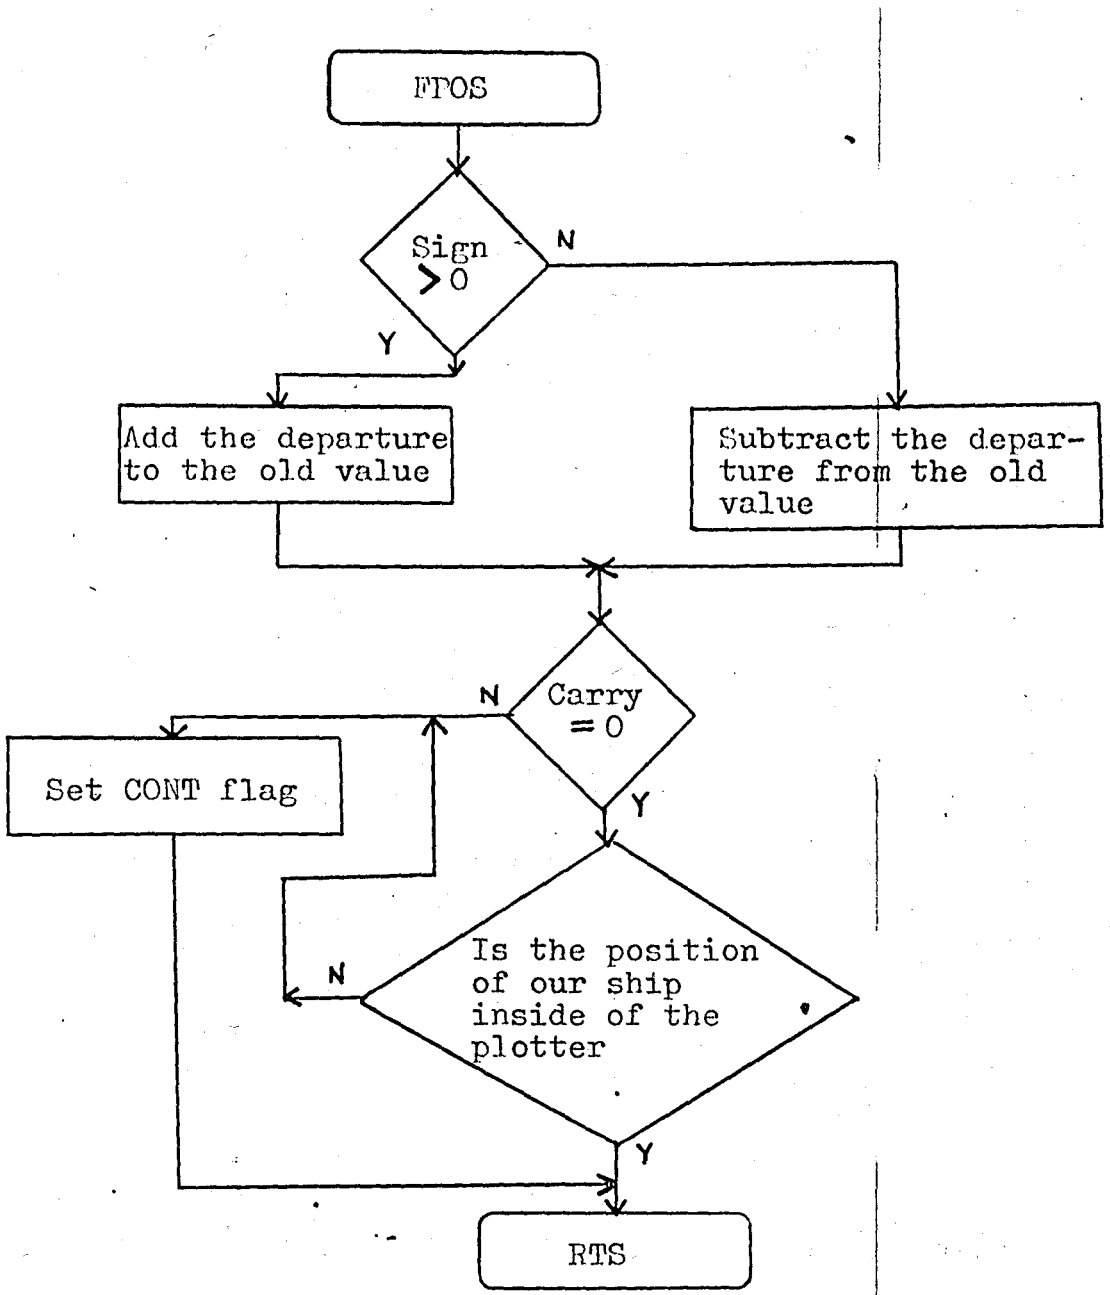 FPOS
Sign
> 0
N
Y
Add the departure
to the old value
Subtract the depar-
ture from the old
value
Carry
= 0
N
Y
Set CONT flag
Is the position
of our ship
inside of the
plotter
N
Y
RTS